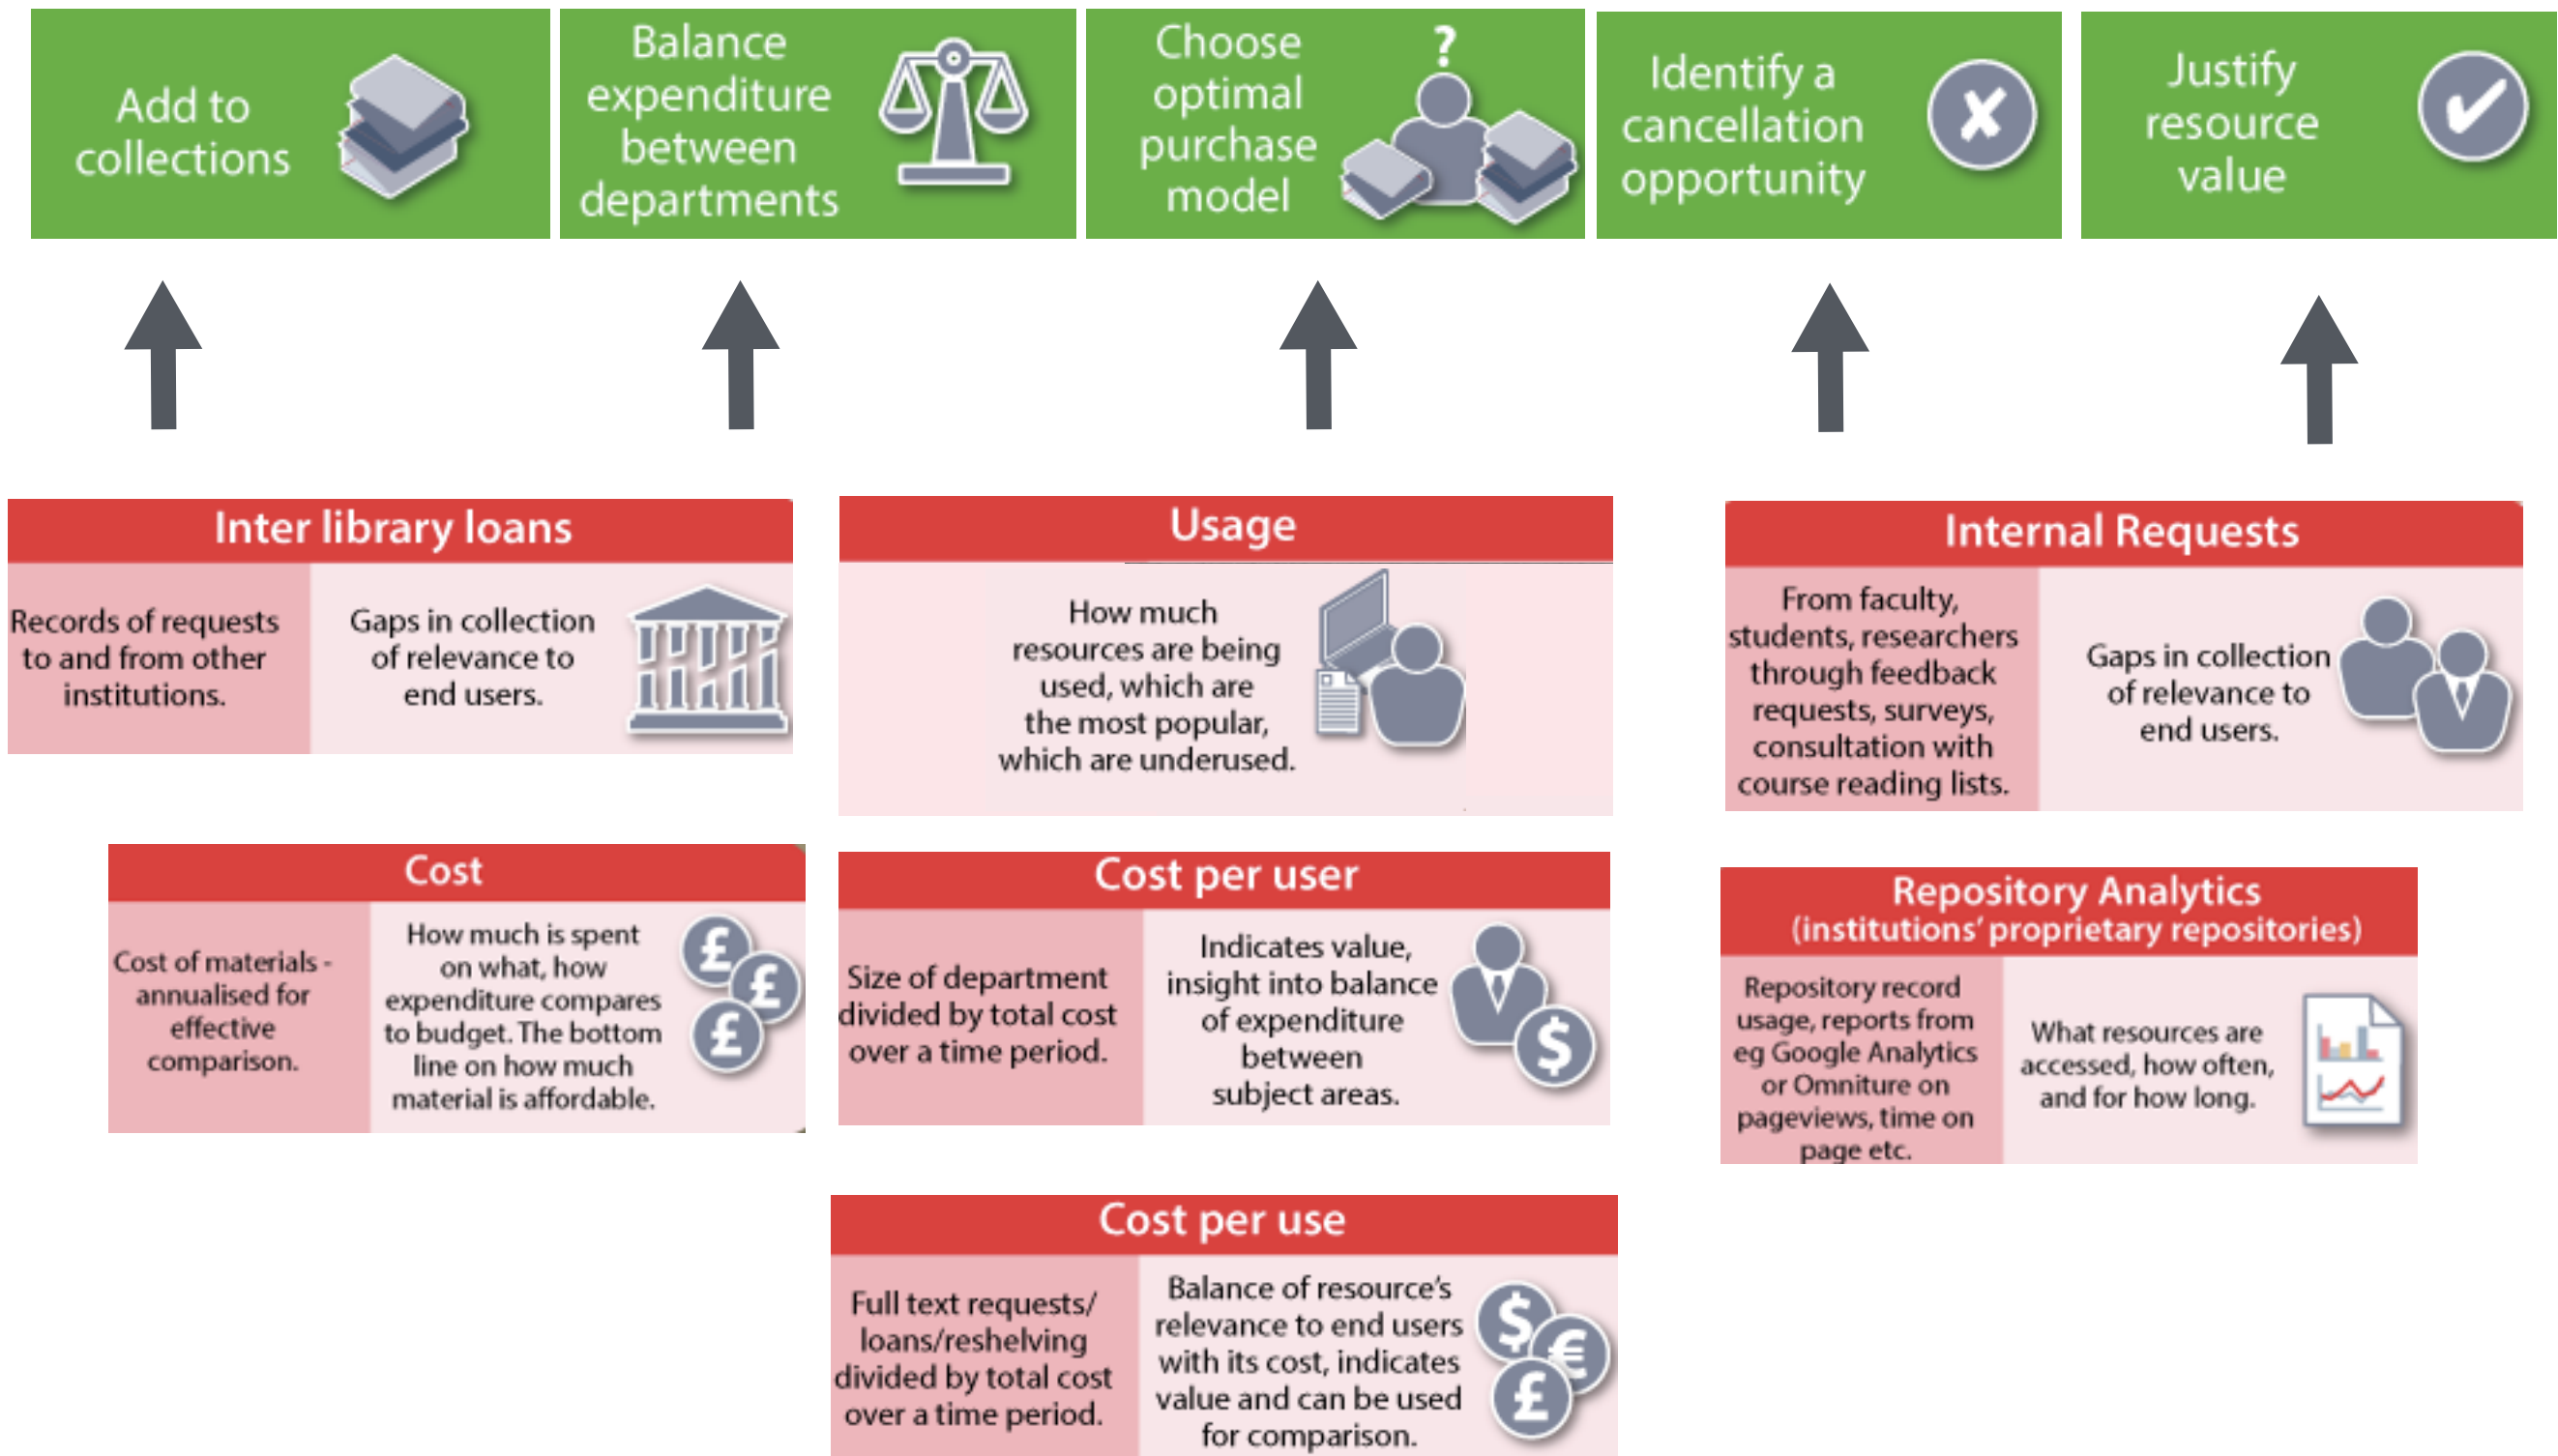 Add to
collections
Balance
expenditure
between
departments
Choose
optimal
purchase
model
?
Identify a
cancellation
opportunity
Justify
resource
value
Inter library loans
Records of requests
to and from other
institutions.
Gaps in collection
of relevance to
end users.
Usage
How much
resources are being
used, which are
the most popular,
which are underused.
Internal Requests
From faculty,
students, researchers
through feedback
requests, surveys,
consultation with
course reading lists.
Gaps in collection
of relevance to
end users.
Cost
Cost of materials -
annualised for
effective
comparison.
How much is spent
on what, how
expenditure compares
to budget. The bottom
line on how much
material is affordable.
£
£
£
Cost per user
Size of department
divided by total cost
over a time period.
Indicates value,
insight into balance
of expenditure
between
subject areas.
$
Repository Analytics
(institutions' proprietary repositories)
Repository record
usage, reports from
eg Google Analytics
or Omniture on
pageviews, time on
page etc.
What resources are
accessed, how often,
and for how long.
Cost per use
Full text requests/
loans/reshelving
divided by total cost
over a time period.
Balance of resource's
relevance to end users
with its cost, indicates
value and can be used
for comparison.
$
€
£